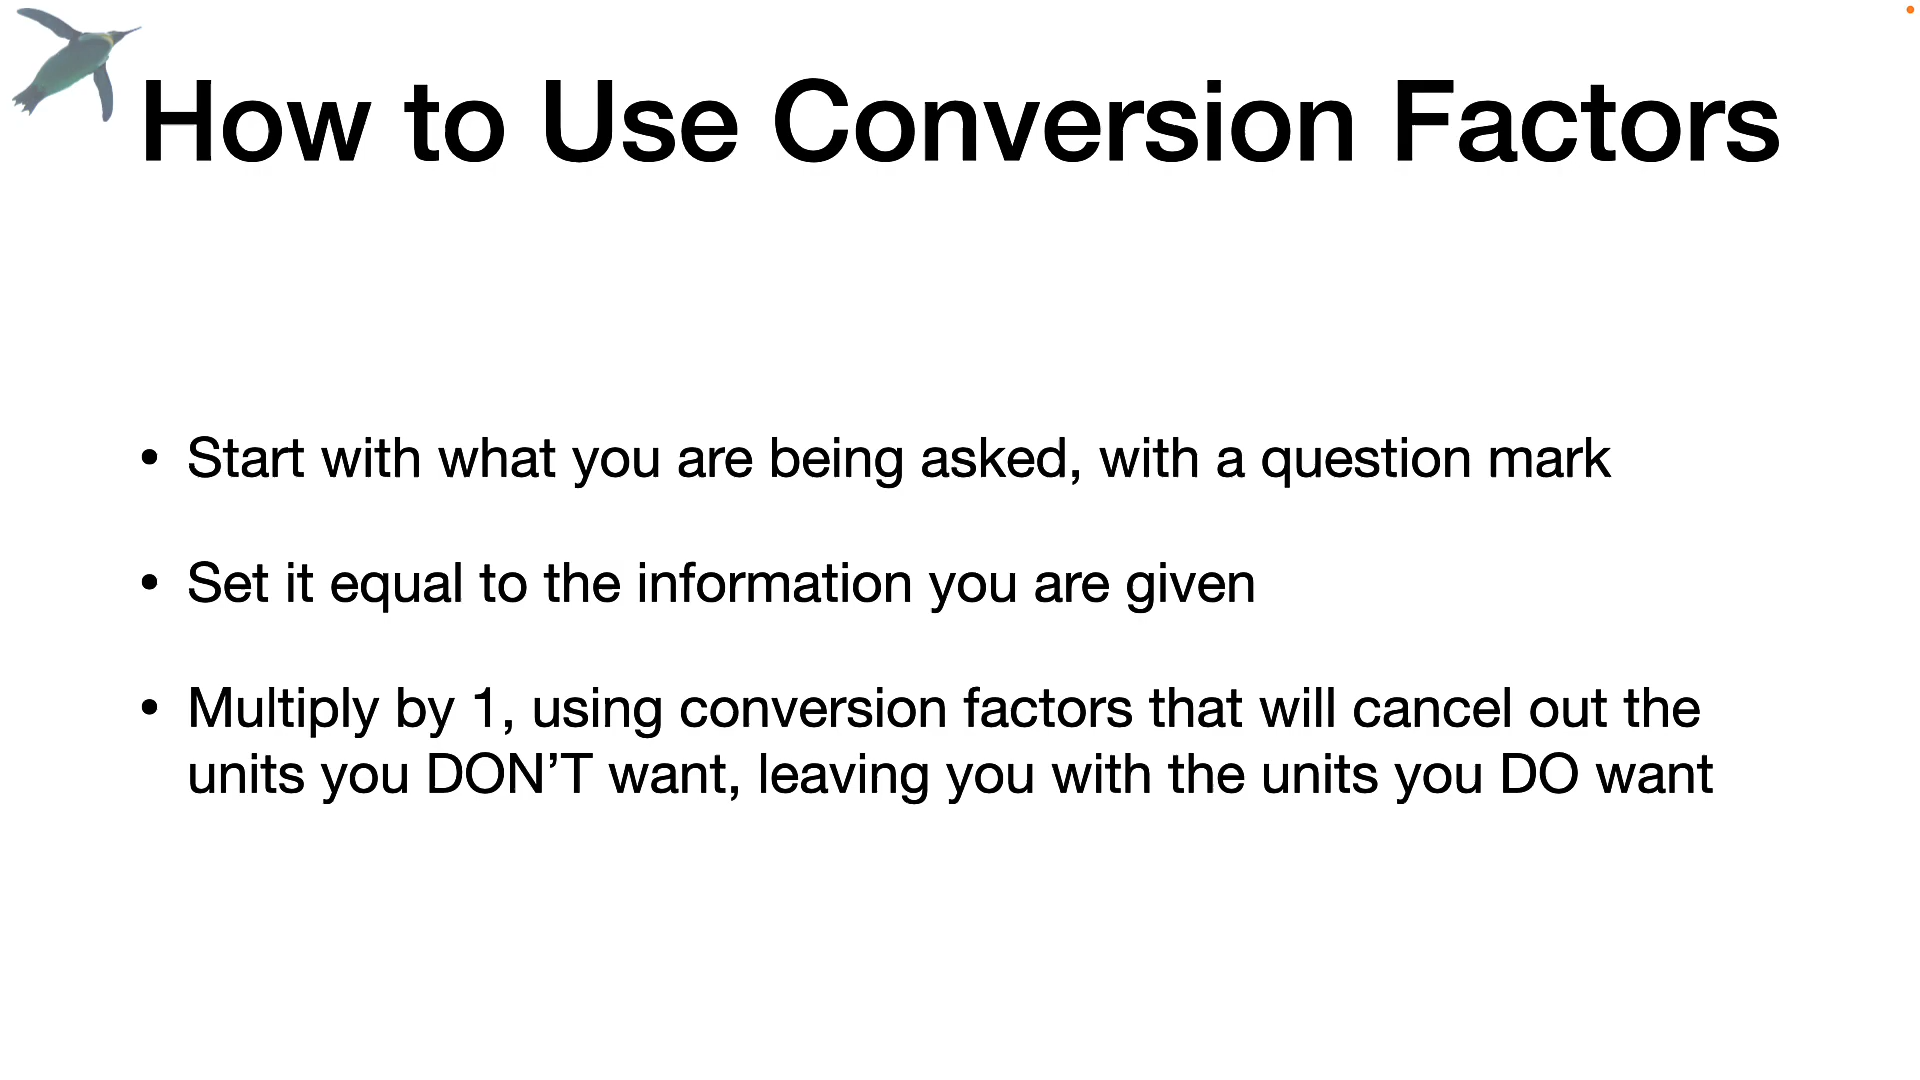 How to Use Conversion Factors
• Start with what you are being asked, with a question mark
• Set it equal to the information you are given
• Multiply by 1, using conversion factors that will cancel out the
units you DON’T want, leaving you with the units you DO want